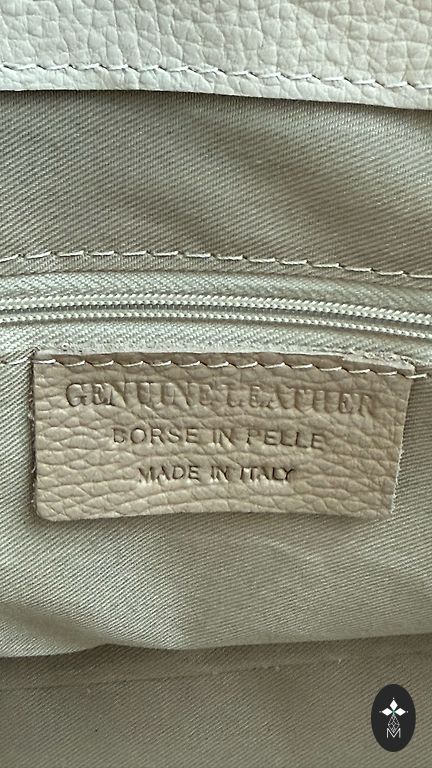 GENUINE LEATHER
BORSE IN PELLE
MADE IN ITALY
M